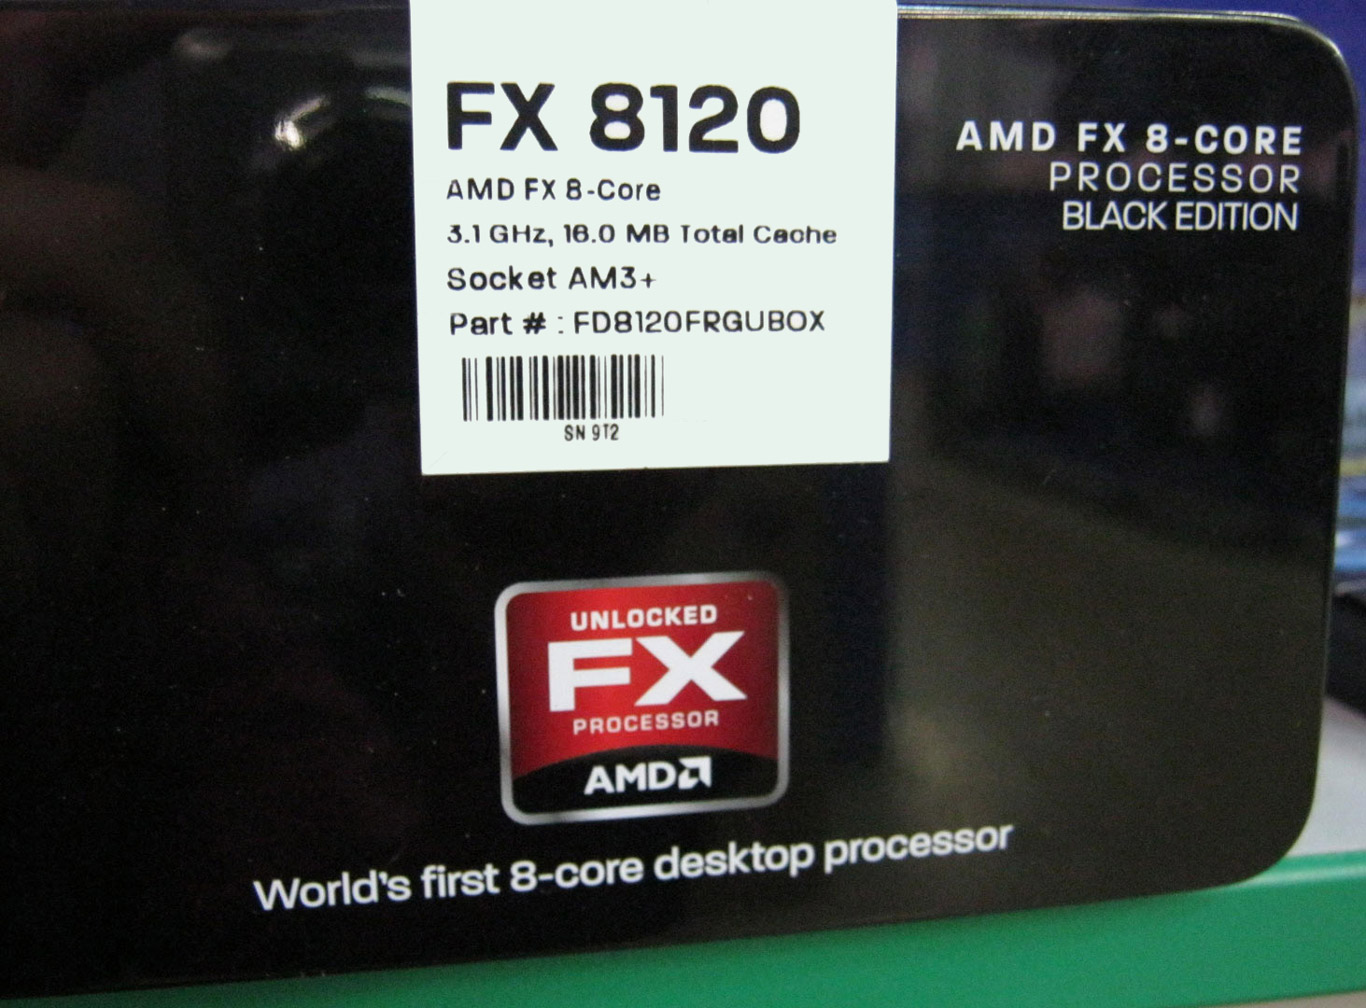 FX 8120
AMD FX 8-Core
3.1 GHz, 16.0 MB Total Cache
Socket AM3+
Part # : FD8120FRGUBOX
SN 9T2
AMD FX 8-CORE
PROCESSOR
BLACK EDITION
UNLOCKED
FX
PROCESSOR
AMD
World's first 8-core desktop processor